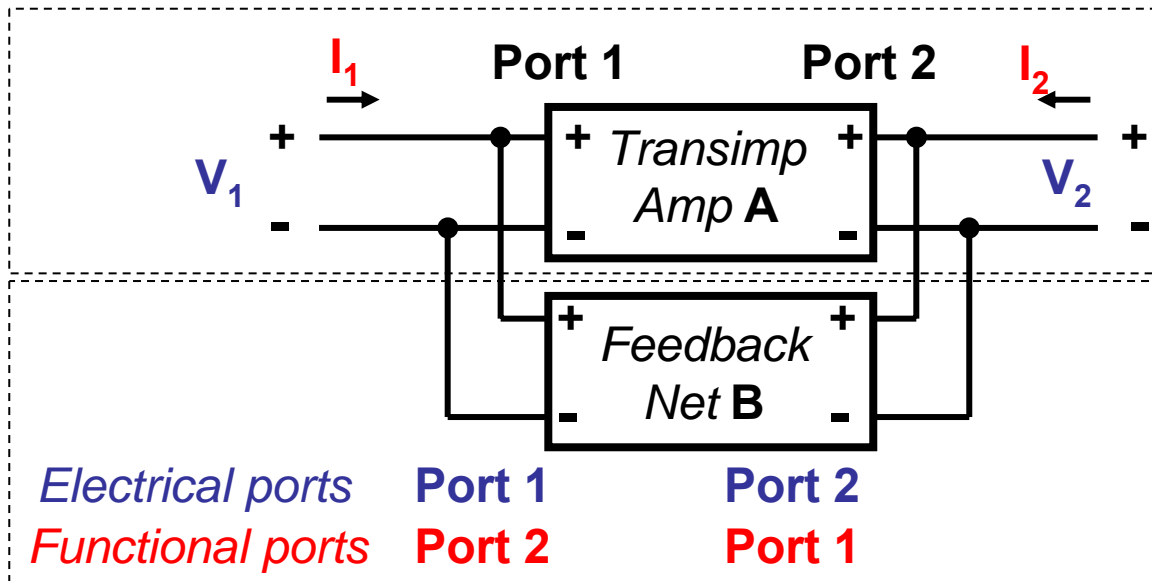 I1 Port 1 Port 2 I2
+ + + +
Transimp
V1 V2
Amp A
- - - -
+ +
Feedback
Net B
- -
Electrical ports Port 1 Port 2
Functional ports Port 2 Port 1